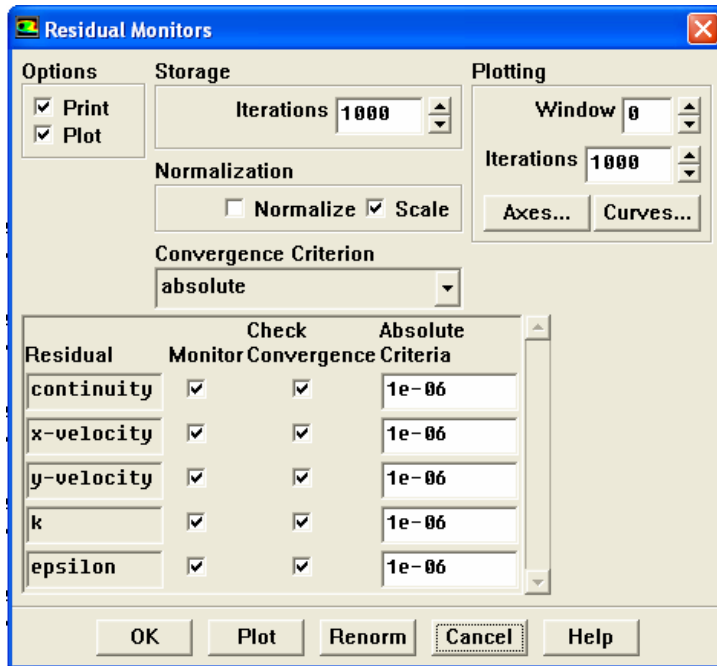 Residual Monitors
Options
Print
Plot
Storage
Iterations 1000
Normalization
Normalize Scale
Convergence Criterion
absolute
Plotting
Window 0
Iterations 1000
Axes... Curves...
Residual Monitor Check Convergence Absolute Criteria
continuity 1e-06
x-velocity 1e-06
y-velocity 1e-06
k 1e-06
epsilon 1e-06
OK Plot Renorm Cancel Help